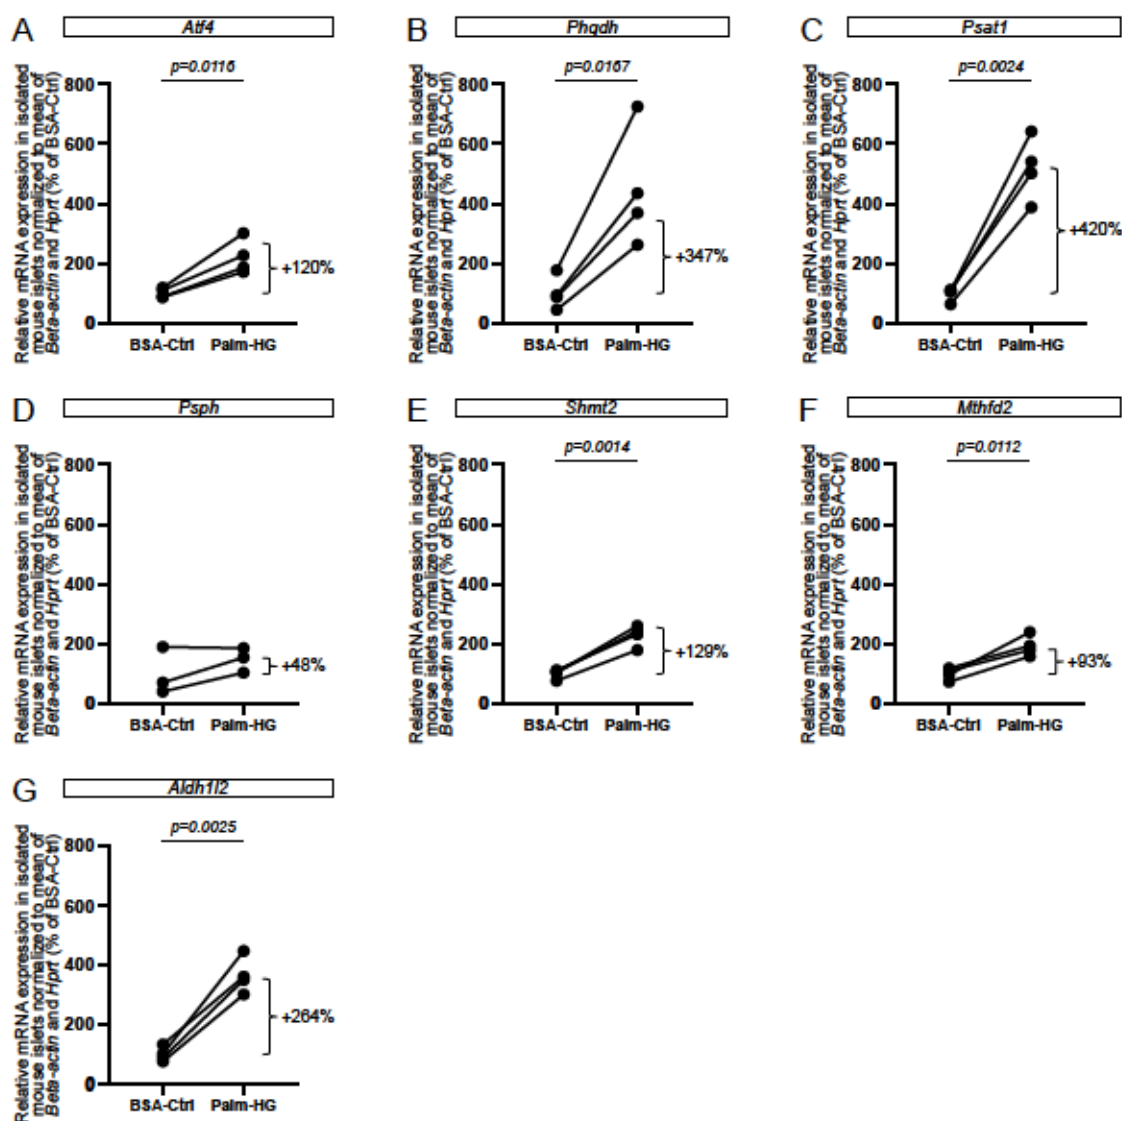 A
Atf4
p=0.0116
Relative mRNA expression in isolated
mouse islets normalized to mean of
Beta-actin and Hprt (% of BSA-Ctrl)
800
600
400
200
0
+120%
BSA-Ctrl Palm-HG
B
Phgdh
p=0.0167
Relative mRNA expression in isolated
mouse islets normalized to mean of
Beta-actin and Hprt (% of BSA-Ctrl)
800
600
400
200
0
+347%
BSA-Ctrl Palm-HG
C
Psat1
p=0.0024
Relative mRNA expression in isolated
mouse islets normalized to mean of
Beta-actin and Hprt (% of BSA-Ctrl)
800
600
400
200
0
+420%
BSA-Ctrl Palm-HG
D
Psph
Relative mRNA expression in isolated
mouse islets normalized to mean of
Beta-actin and Hprt (% of BSA-Ctrl)
800
600
400
200
0
+48%
BSA-Ctrl Palm-HG
E
Shmt2
p=0.0014
Relative mRNA expression in isolated
mouse islets normalized to mean of
Beta-actin and Hprt (% of BSA-Ctrl)
800
600
400
200
0
+129%
BSA-Ctrl Palm-HG
F
Mthfd2
p=0.0112
Relative mRNA expression in isolated
mouse islets normalized to mean of
Beta-actin and Hprt (% of BSA-Ctrl)
800
600
400
200
0
+93%
BSA-Ctrl Palm-HG
G
Aldh1l2
p=0.0025
Relative mRNA expression in isolated
mouse islets normalized to mean of
Beta-actin and Hprt (% of BSA-Ctrl)
800
600
400
200
0
+264%
BSA-Ctrl Palm-HG